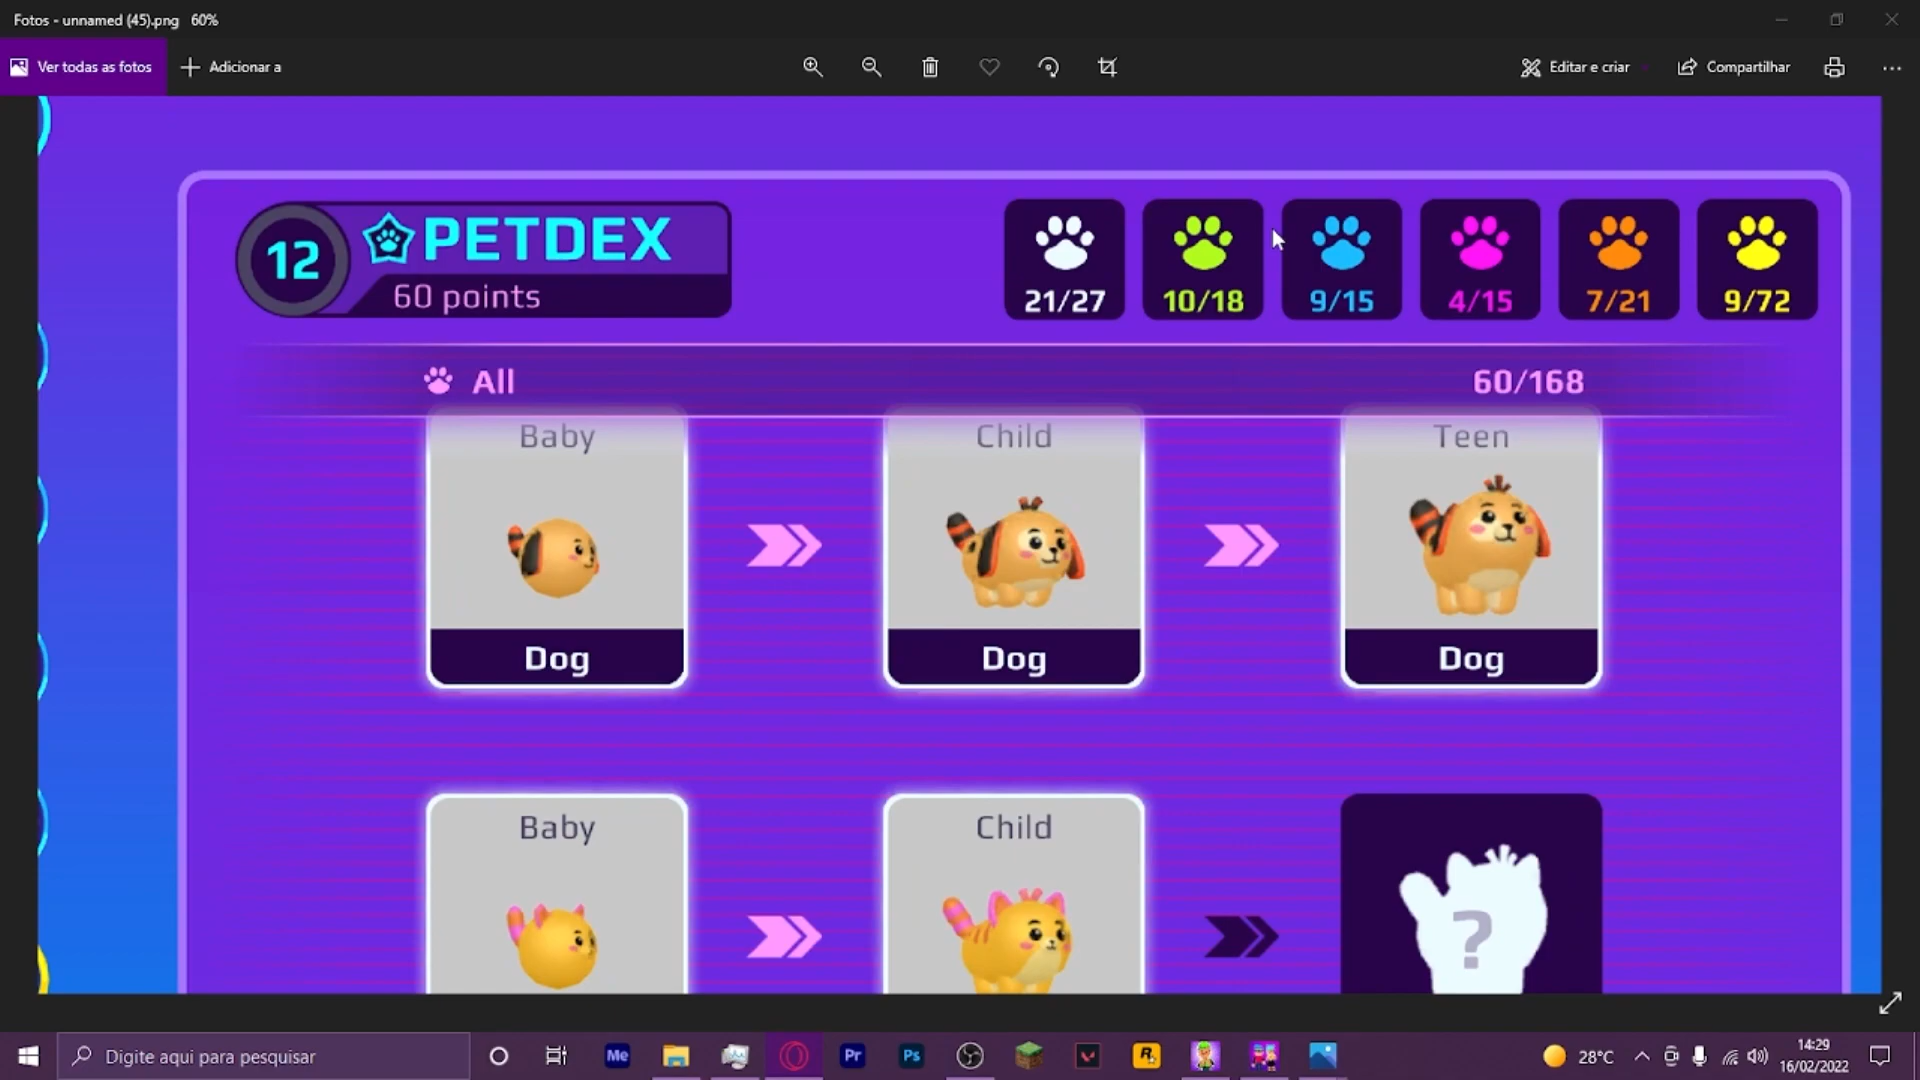 Fotos - unnamed (45).png 60%
Ver todas as fotos
Adicionar a
Editar e criar
Compartilhar
12
PETDEX
60 points
21/27
10/18
9/15
4/15
7/21
9/72
All
60/168
Baby
Child
Teen
Dog
Dog
Dog
Baby
Child
?
Digite aqui para pesquisar
Me
Pr
Ps
R
28°C
14:29
16/02/2022